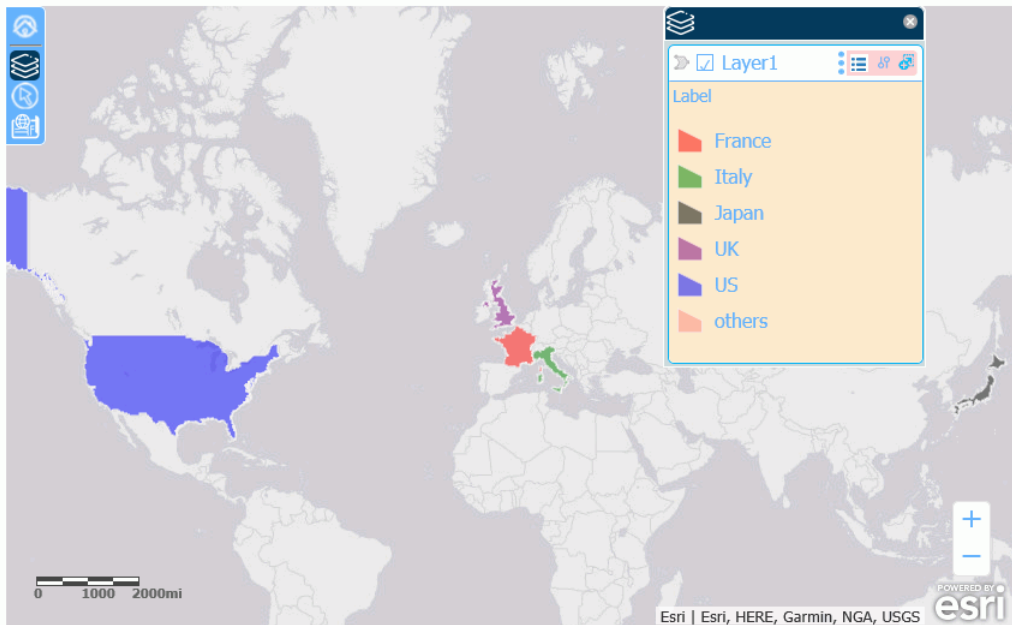 Layer1
Label
France
Italy
Japan
UK
US
others
0 1000 2000mi
POWERED BY
esri
Esri | Esri, HERE, Garmin, NGA, USGS